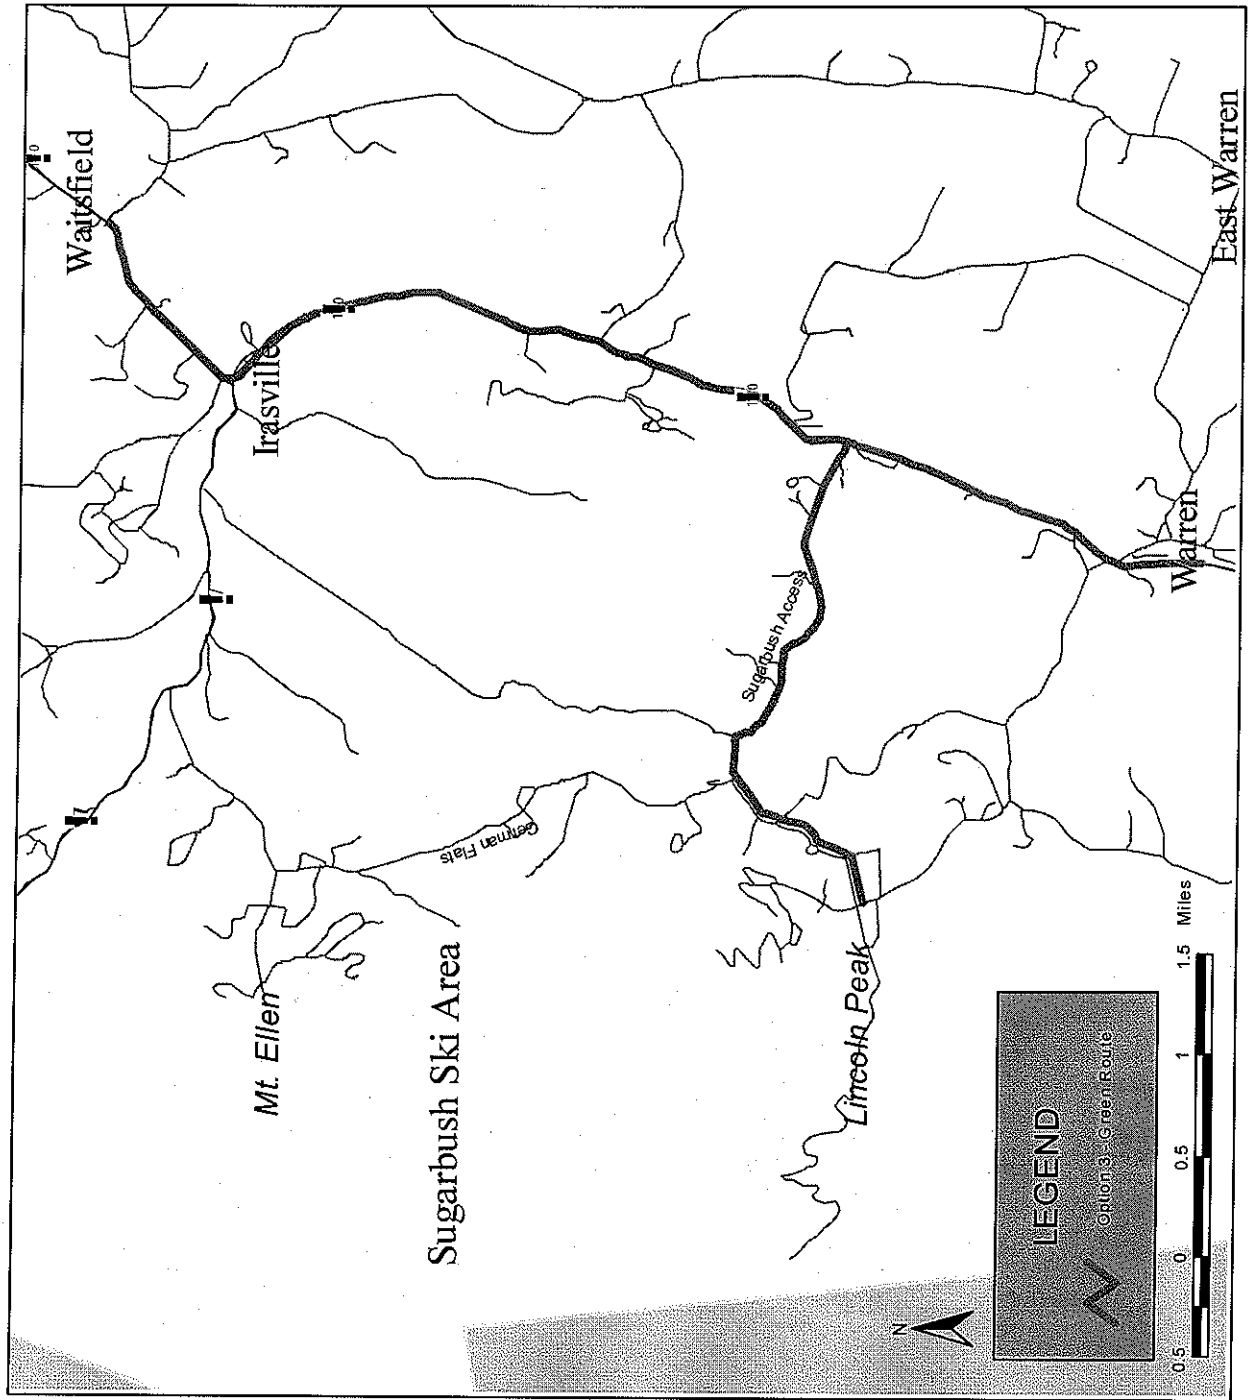 Waitsfield
Irasville
Mt. Ellen
German Flats
Sugarbush Ski Area
Sugarbush Access
Lincoln Peak
Warren
East Warren
N
LEGEND
Option 3 - Green Route
0.5 0 0.5 1 1.5 Miles